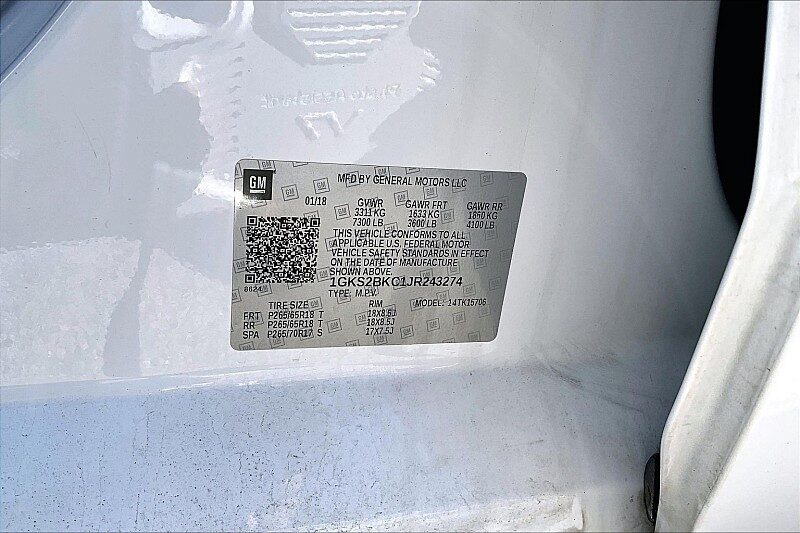 GM
MFD BY GENERAL MOTORS LLC
01/18 GVWR GAWR FRT GAWR RR
3311 KG 1633 KG 1860 KG
7300 LB 3600 LB 4100 LB
THIS VEHICLE CONFORMS TO ALL
APPLICABLE U.S. FEDERAL MOTOR
VEHICLE SAFETY STANDARDS IN EFFECT
ON THE DATE OF MANUFACTURE
SHOWN ABOVE.
8624
1GKS2BKC1JR243274
TYPE: M.P.V. MODEL: 14TK15706
TIRE SIZE RIM
FRT P265/65R18 T 18X8.5J
RR P265/65R18 T 18X8.5J
SPA P265/70R17 S 17X7.5J